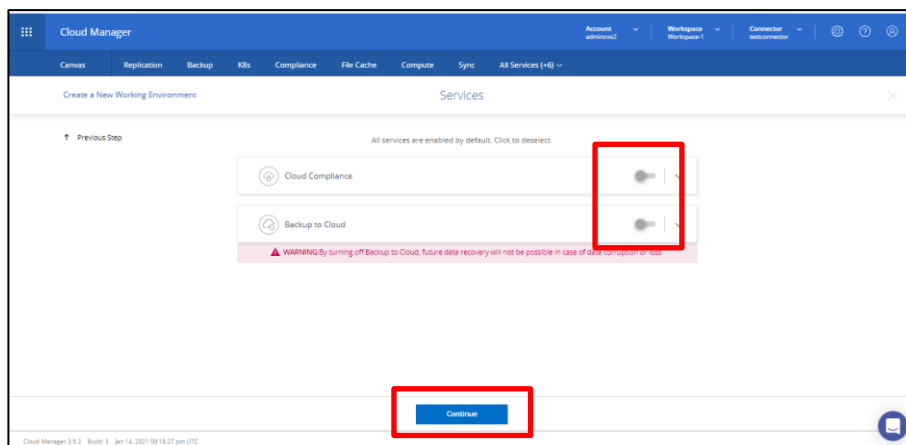 Cloud Manager
Account
admincvo2
Workspace
Workspace-1
Connector
testconnector
Canvas Replication Backup K8s Compliance File Cache Compute Sync All Services (+6)
Create a New Working Environment
Services
Previous Step
All services are enabled by default. Click to deselect.
Cloud Compliance
Backup to Cloud
WARNING:By turning off Backup to Cloud, future data recovery will not be possible in case of data corruption or loss
Continue
Cloud Manager 3.9.2 Build: 3 Jan 14, 2021 09:18:27 pm UTC